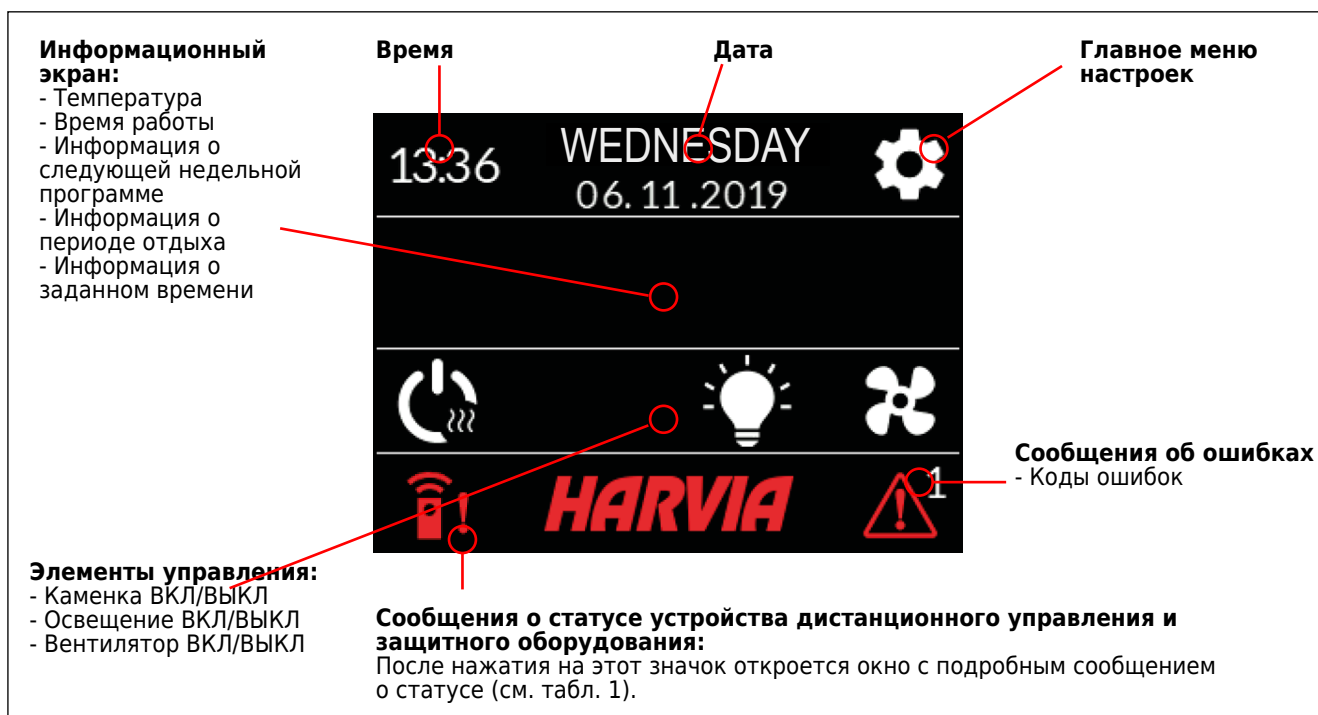 Информационный
экран:
- Температура
- Время работы
- Информация о
следующей недельной
программе
- Информация о
периоде отдыха
- Информация о
заданном времени
Время
Дата
Главное меню
настроек
13:36
WEDNESDAY
06.11.2019
HARVIA
1
Сообщения об ошибках
- Коды ошибок
Элементы управления:
- Каменка ВКЛ/ВЫКЛ
- Освещение ВКЛ/ВЫКЛ
- Вентилятор ВКЛ/ВЫКЛ
Сообщения о статусе устройства дистанционного управления и
защитного оборудования:
После нажатия на этот значок откроется окно с подробным сообщением
о статусе (см. табл. 1).